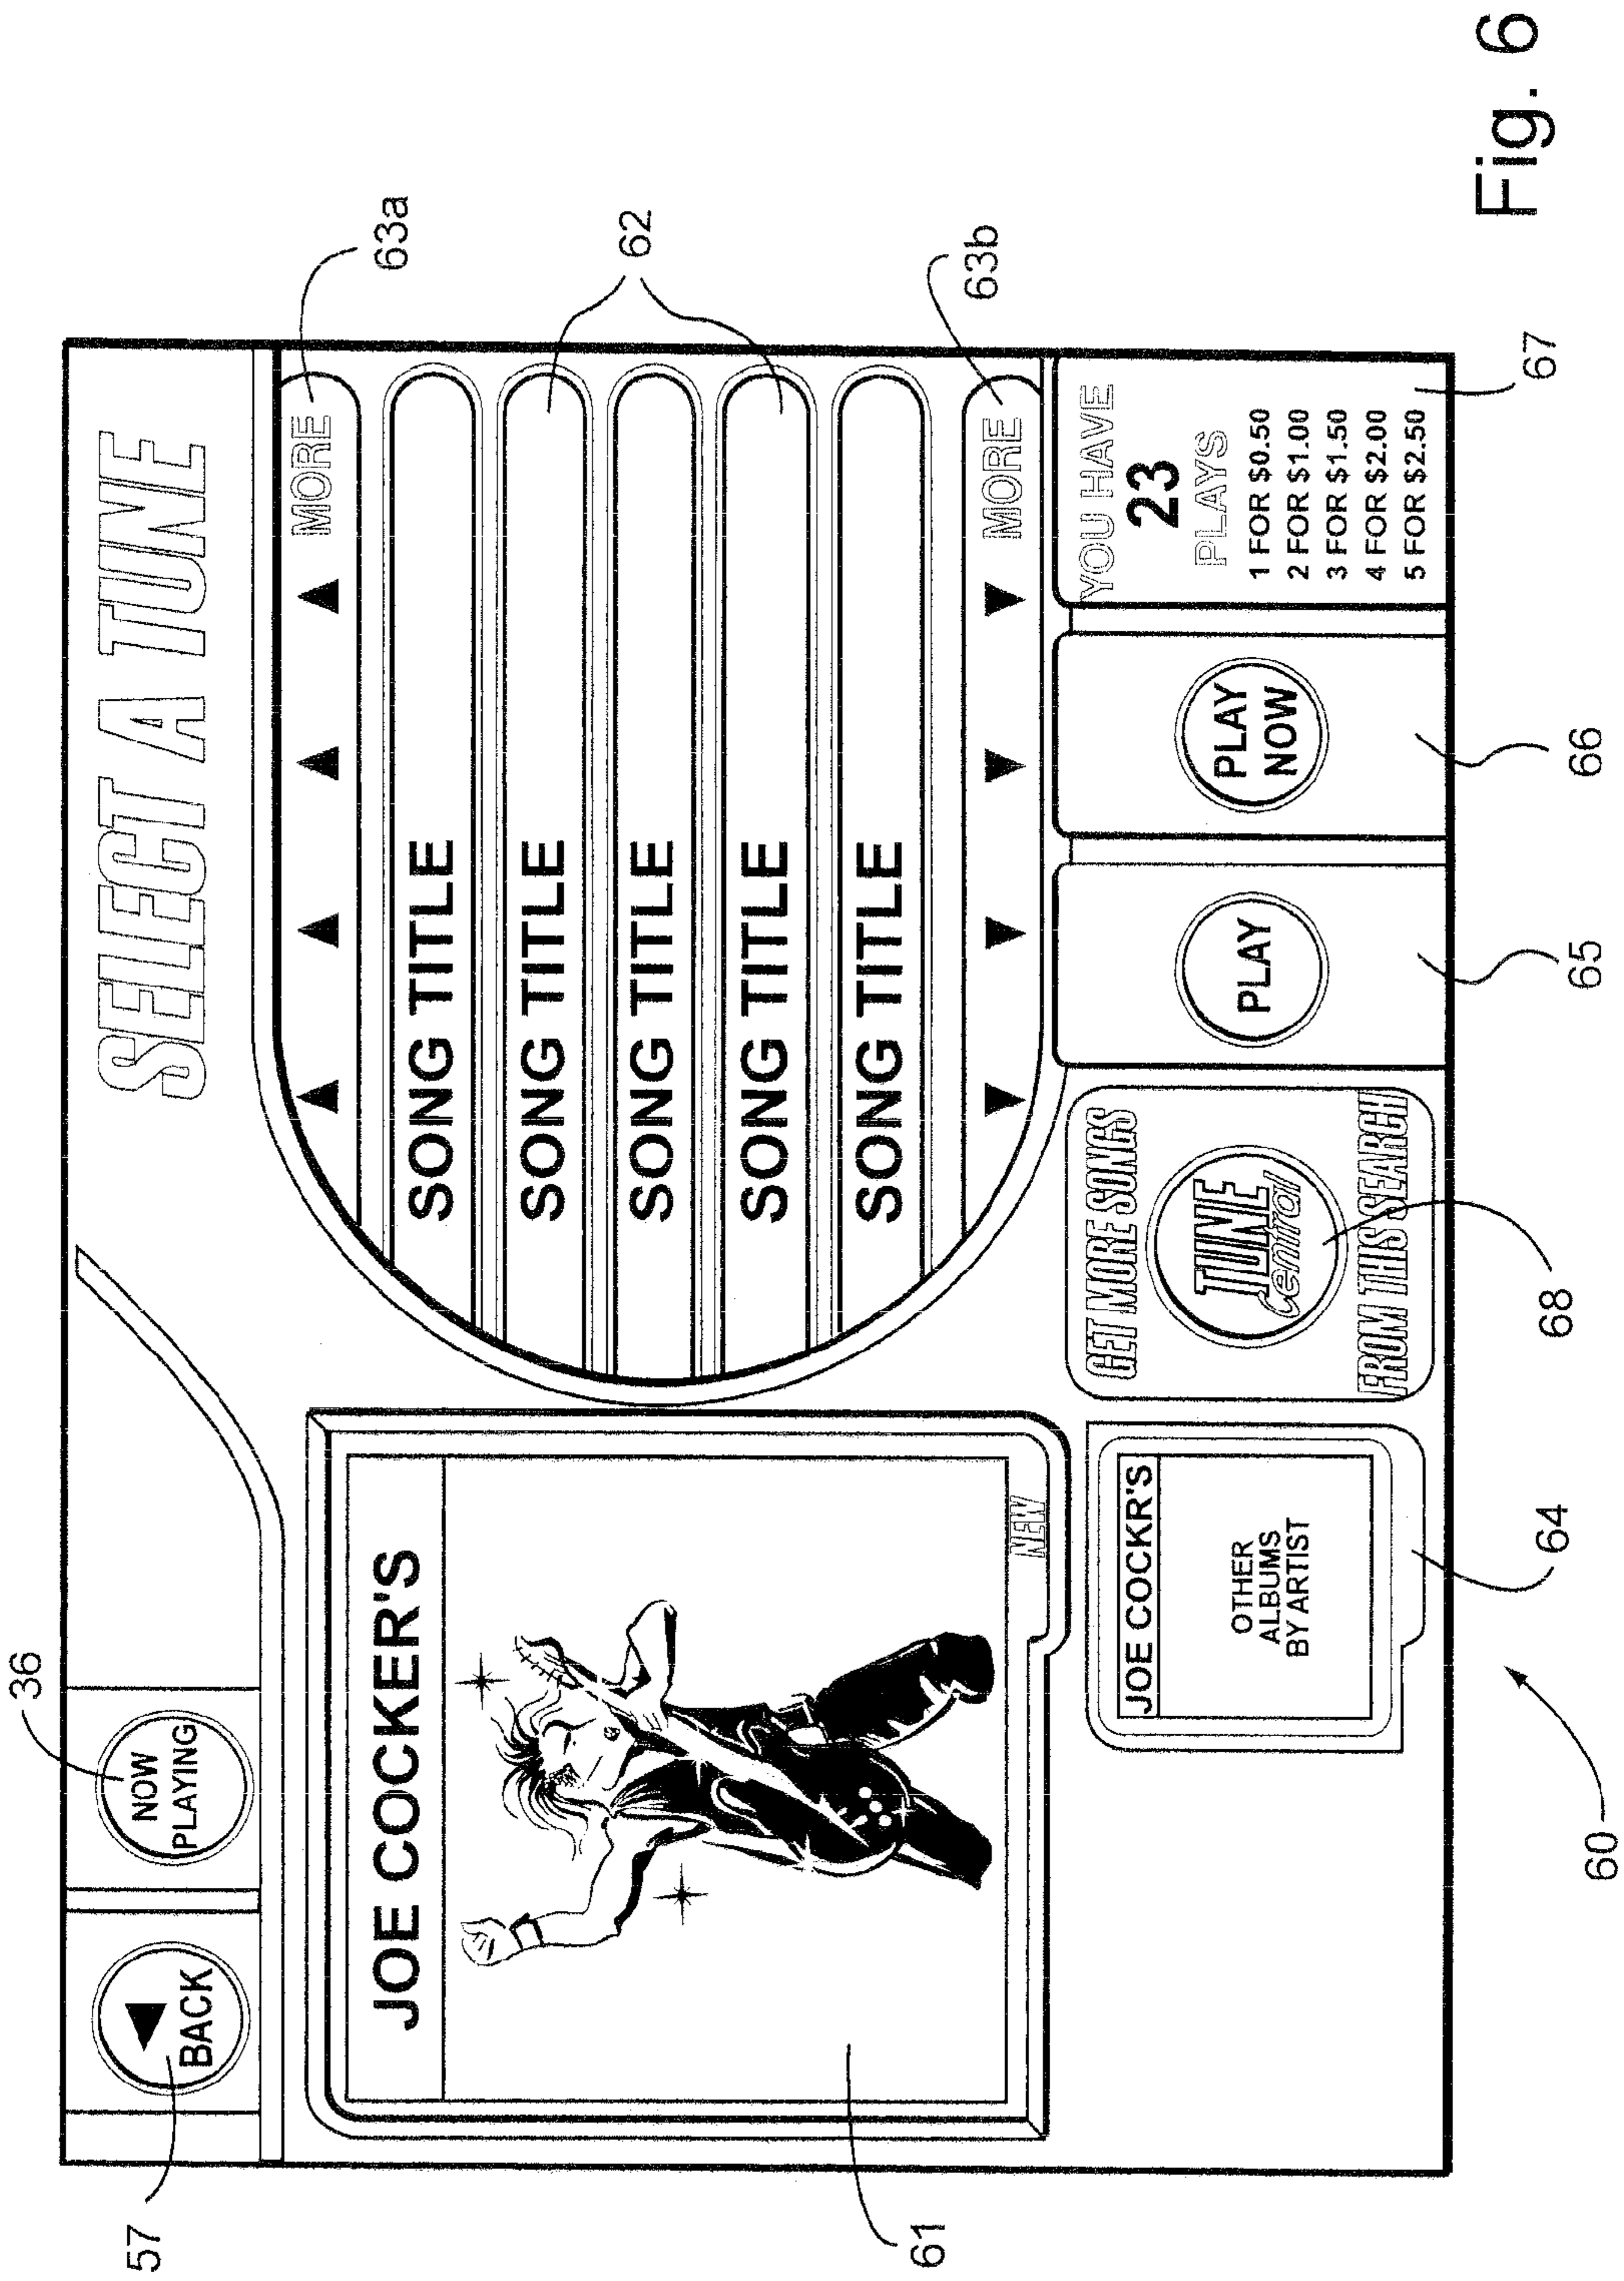 57
BACK
36
NOW
PLAYING
SELECT A TUNE
JOE COCKER'S
NEW
61
MORE
63a
SONG TITLE
SONG TITLE
SONG TITLE
SONG TITLE
SONG TITLE
62
MORE
63b
JOE COCKR'S
OTHER
ALBUMS
BY ARTIST
64
GET MORE SONGS
TUNE
Central
FROM THIS SEARCH
68
PLAY
65
PLAY
NOW
66
YOU HAVE
23
PLAYS
1 FOR $0.50
2 FOR $1.00
3 FOR $1.50
4 FOR $2.00
5 FOR $2.50
67
60
Fig. 6